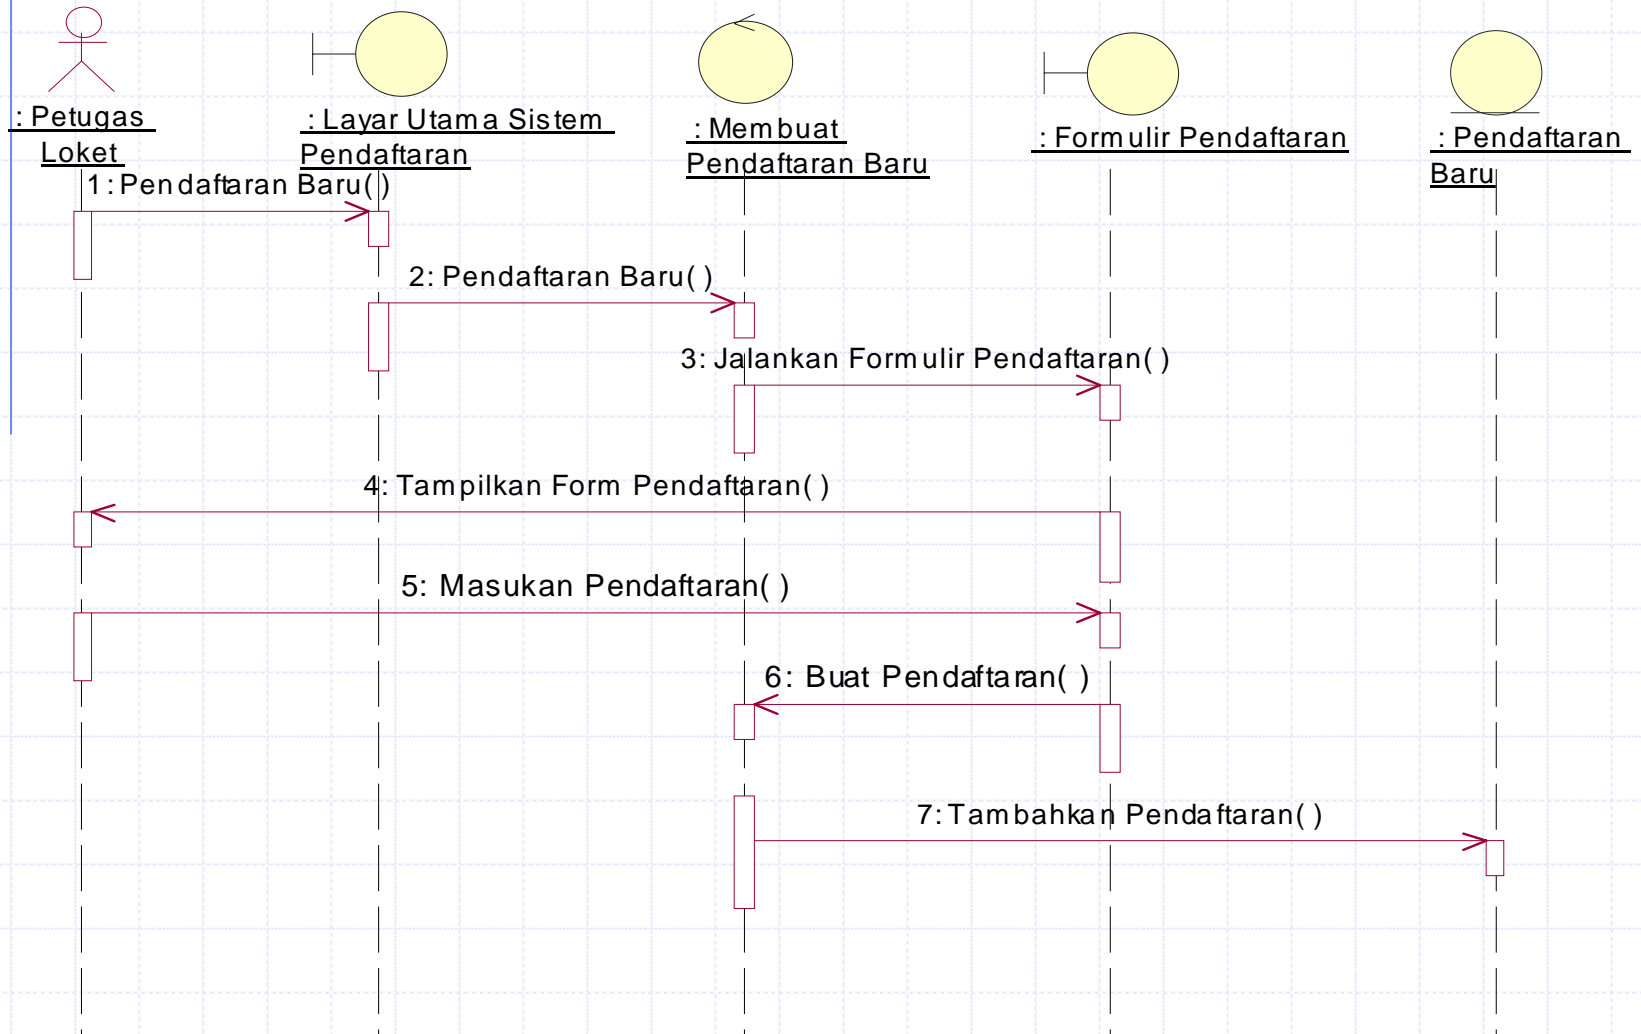 : Petugas
Loket
: Layar Utama Sistem
Pendaftaran
: Membuat
Pendaftaran Baru
: Formulir Pendaftaran
: Pendaftaran
Baru
1: Pendaftaran Baru( )
2: Pendaftaran Baru( )
3: Jalankan Formulir Pendaftaran( )
4: Tampilkan Form Pendaftaran( )
5: Masukan Pendaftaran( )
6: Buat Pendaftaran( )
7: Tambahkan Pendaftaran( )